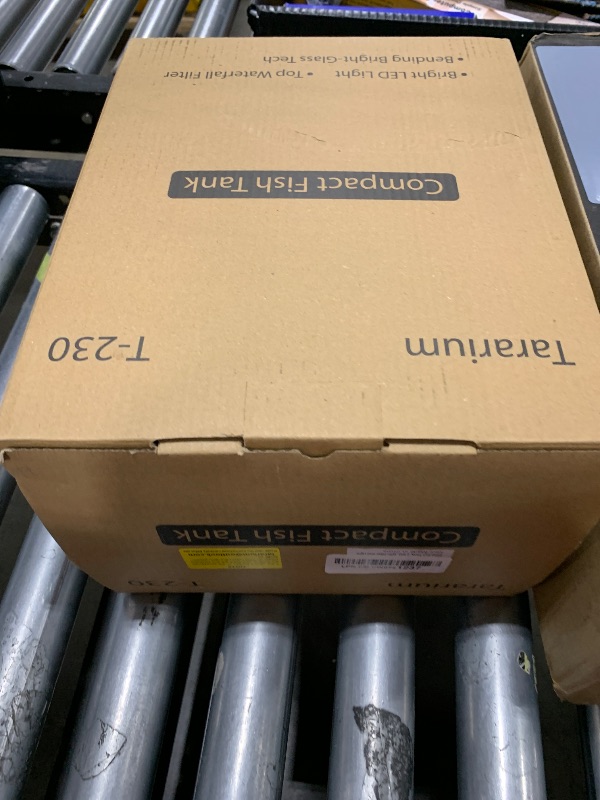 Tararium T-230
Compact Fish Tank
• Bright LED Light • Top Waterfall Filter
• Bending Bright-Glass Tech
Compact Fish Tank
Tararium T-230